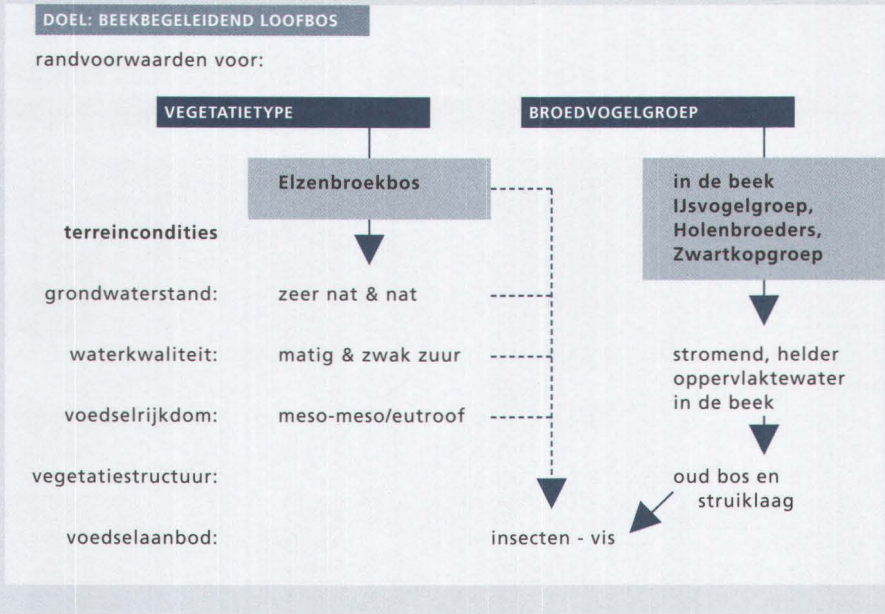 DOEL: BEEKBEGELEIDEND LOOFBOS
randvoorwaarden voor:
VEGETATIETYPE
BROEDVOGELGROEP
Elzenbroekbos
in de beek
IJsvogelgroep,
Holenbroeders,
Zwartkopgroep
terreincondities
grondwaterstand: zeer nat & nat
waterkwaliteit: matig & zwak zuur
stromend, helder
oppervlaktewater
in de beek
voedselrijkdom: meso-meso/eutroof
vegetatiestructuur:
oud bos en
struiklaag
voedselaanbod: insecten - vis